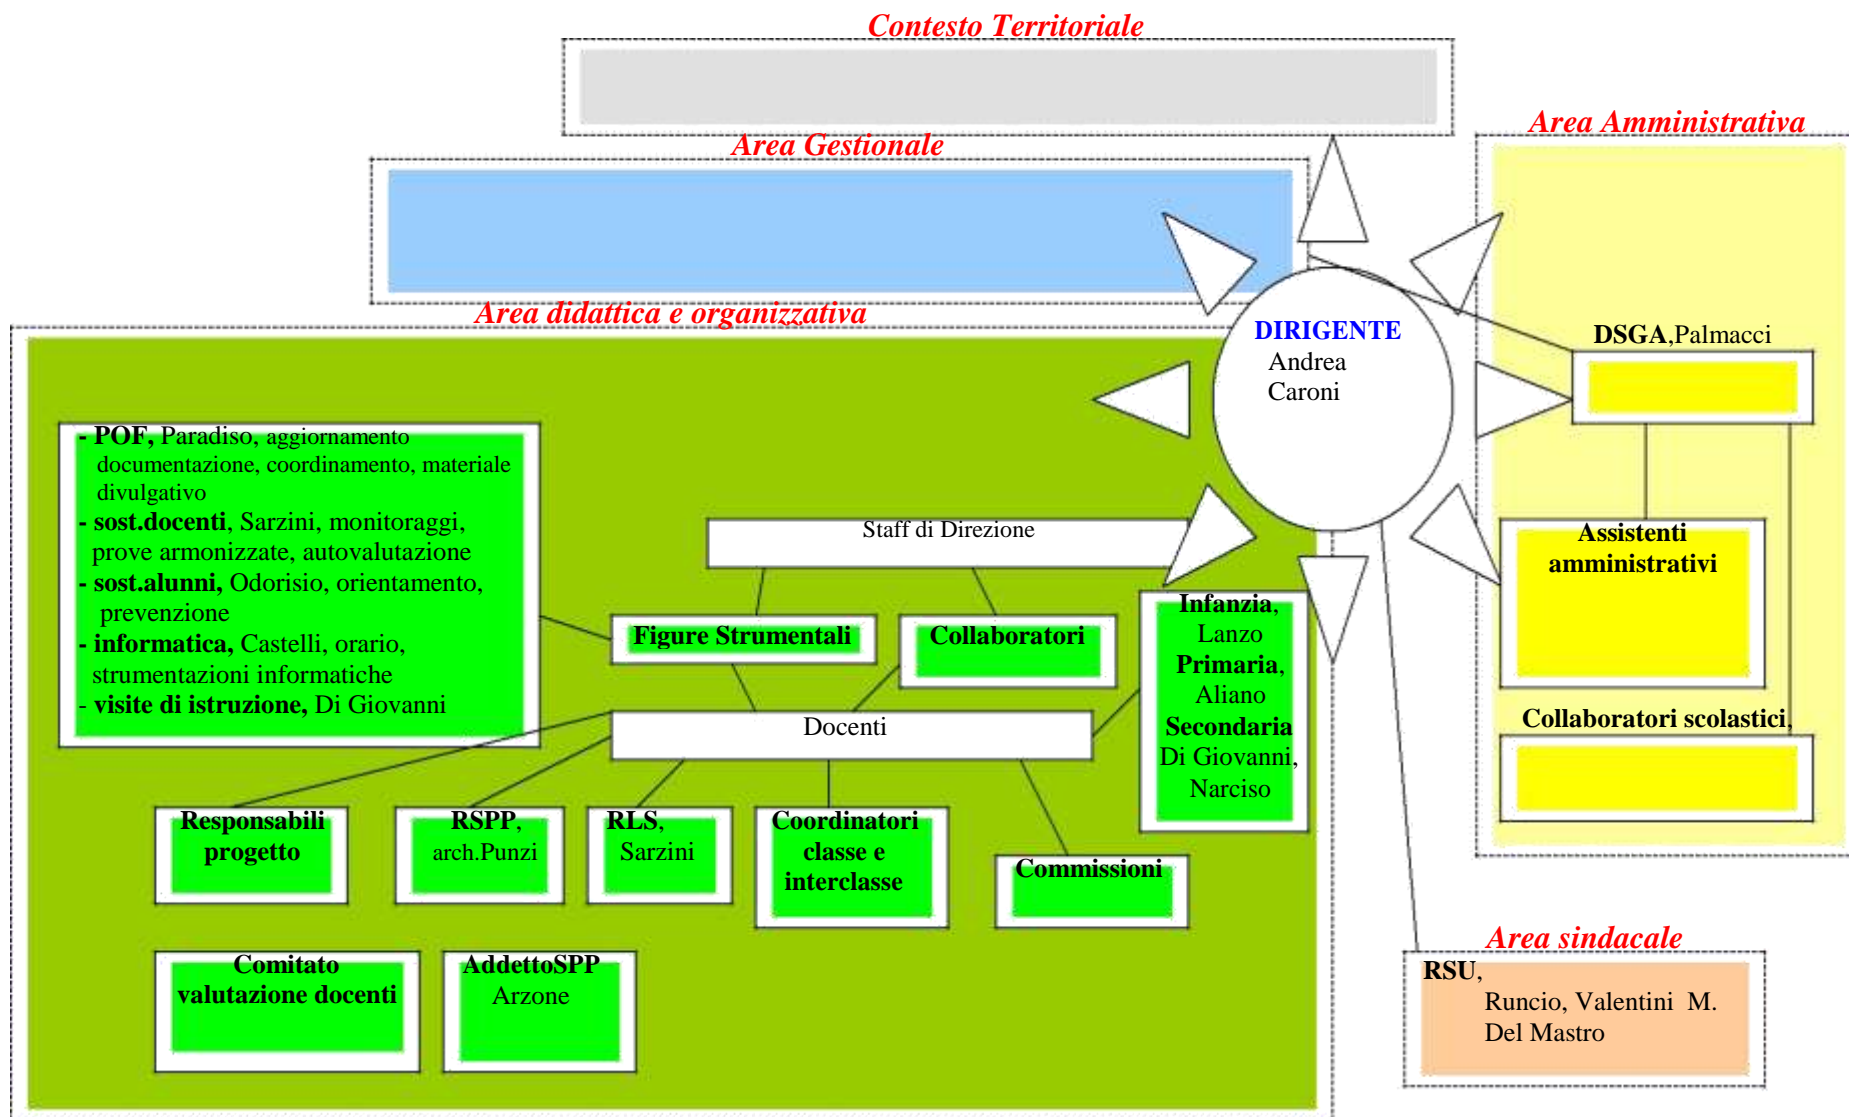 Contesto Territoriale
Area Amministrativa
Area Gestionale
Area didattica e organizzativa
DIRIGENTE
Andrea
Caroni
DSGA,Palmacci
- POF, Paradiso, aggiornamento
documentazione, coordinamento, materiale
divulgativo
- sost.docenti, Sarzini, monitoraggi,
prove armonizzate, autovalutazione
- sost.alunni, Odorisio, orientamento,
prevenzione
- informatica, Castelli, orario,
strumentazioni informatiche
- visite di istruzione, Di Giovanni
Staff di Direzione
Figure Strumentali
Collaboratori
Infanzia,
Lanzo
Primaria,
Aliano
Secondaria
Di Giovanni,
Narciso
Assistenti
amministrativi
Collaboratori scolastici,
Docenti
Responsabili
progetto
RSPP,
arch.Punzi
RLS,
Sarzini
Coordinatori
classe e
interclasse
Commissioni
Comitato
valutazione docenti
AddettoSPP
Arzone
Area sindacale
RSU,
Runcio, Valentini M.
Del Mastro